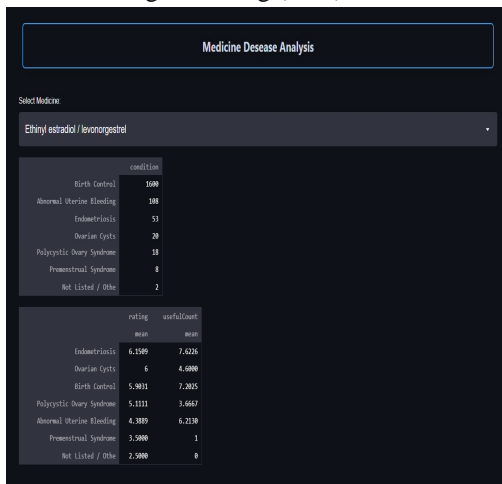 Medicine Desease Analysis
Select Medicine:
Ethinyl estradiol / levonorgestrel
condition
Birth Control 1600
Abnormal Uterine Bleeding 108
Endometriosis 53
Ovarian Cysts 20
Polycystic Ovary Syndrome 18
Premenstrual Syndrome 8
Not Listed / Othe 2
rating usefulCount
mean mean
Endometriosis 6.1509 7.6226
Ovarian Cysts 6 4.6000
Birth Control 5.9031 7.2025
Polycystic Ovary Syndrome 5.1111 3.6667
Abnormal Uterine Bleeding 4.3889 6.2130
Premenstrual Syndrome 3.5000 1
Not Listed / Othe 2.5000 0